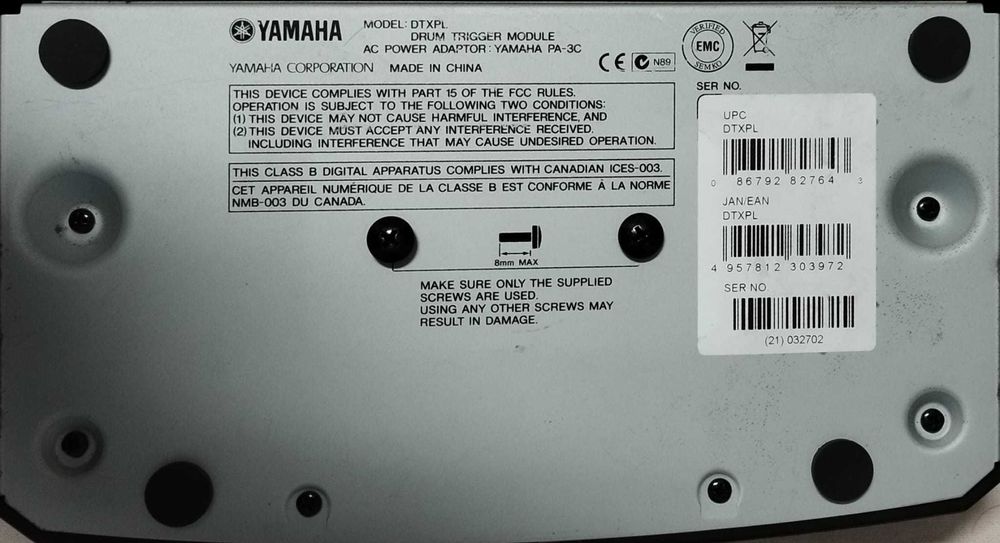 YAMAHA
MODEL: DTXPL
DRUM TRIGGER MODULE
AC POWER ADAPTOR: YAMAHA PA-3C
YAMAHA CORPORATION MADE IN CHINA
CE N89
VERIFIED
EMC
SEMKO
THIS DEVICE COMPLIES WITH PART 15 OF THE FCC RULES.
OPERATION IS SUBJECT TO THE FOLLOWING TWO CONDITIONS:
(1) THIS DEVICE MAY NOT CAUSE HARMFUL INTERFERENCE, AND
(2) THIS DEVICE MUST ACCEPT ANY INTERFERENCE RECEIVED.
INCLUDING INTERFERENCE THAT MAY CAUSE UNDESIRED OPERATION.
THIS CLASS B DIGITAL APPARATUS COMPLIES WITH CANADIAN ICES-003.
CET APPAREIL NUMÉRIQUE DE LA CLASSE B EST CONFORME À LA NORME
NMB-003 DU CANADA.
8mm MAX
MAKE SURE ONLY THE SUPPLIED
SCREWS ARE USED.
USING ANY OTHER SCREWS MAY
RESULT IN DAMAGE.
SER NO.
UPC
DTXPL
0 86792 82764 3
JAN/EAN
DTXPL
4 957812 303972
SER NO.
(21) 032702